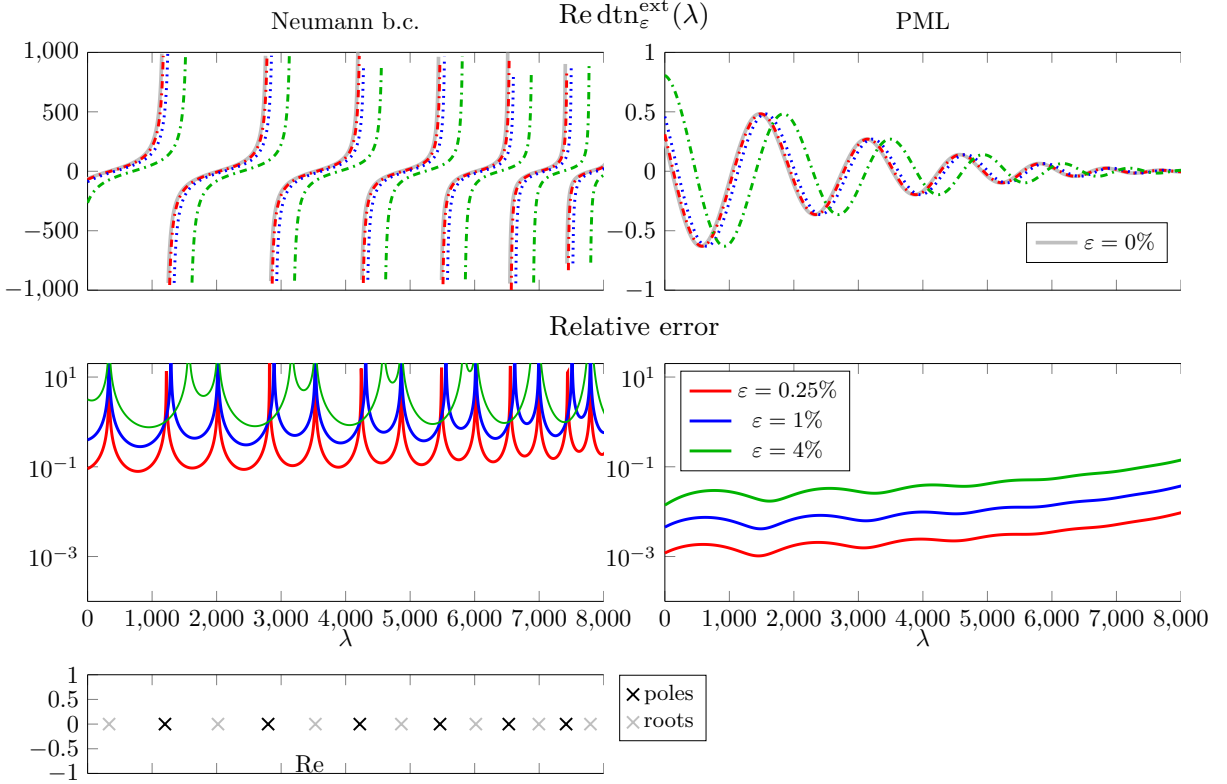 Re dtn_ε^ext(λ)
Neumann b.c.
PML
1,000
500
0
−500
−1,000
1
0.5
0
−0.5
−1
ε = 0%
Relative error
10^1
10^−1
10^−3
0 1,000 2,000 3,000 4,000 5,000 6,000 7,000 8,000
λ
10^1
10^−1
10^−3
ε = 0.25%
ε = 1%
ε = 4%
0 1,000 2,000 3,000 4,000 5,000 6,000 7,000 8,000
λ
1
0.5
0
−0.5
−1
Re
poles
roots